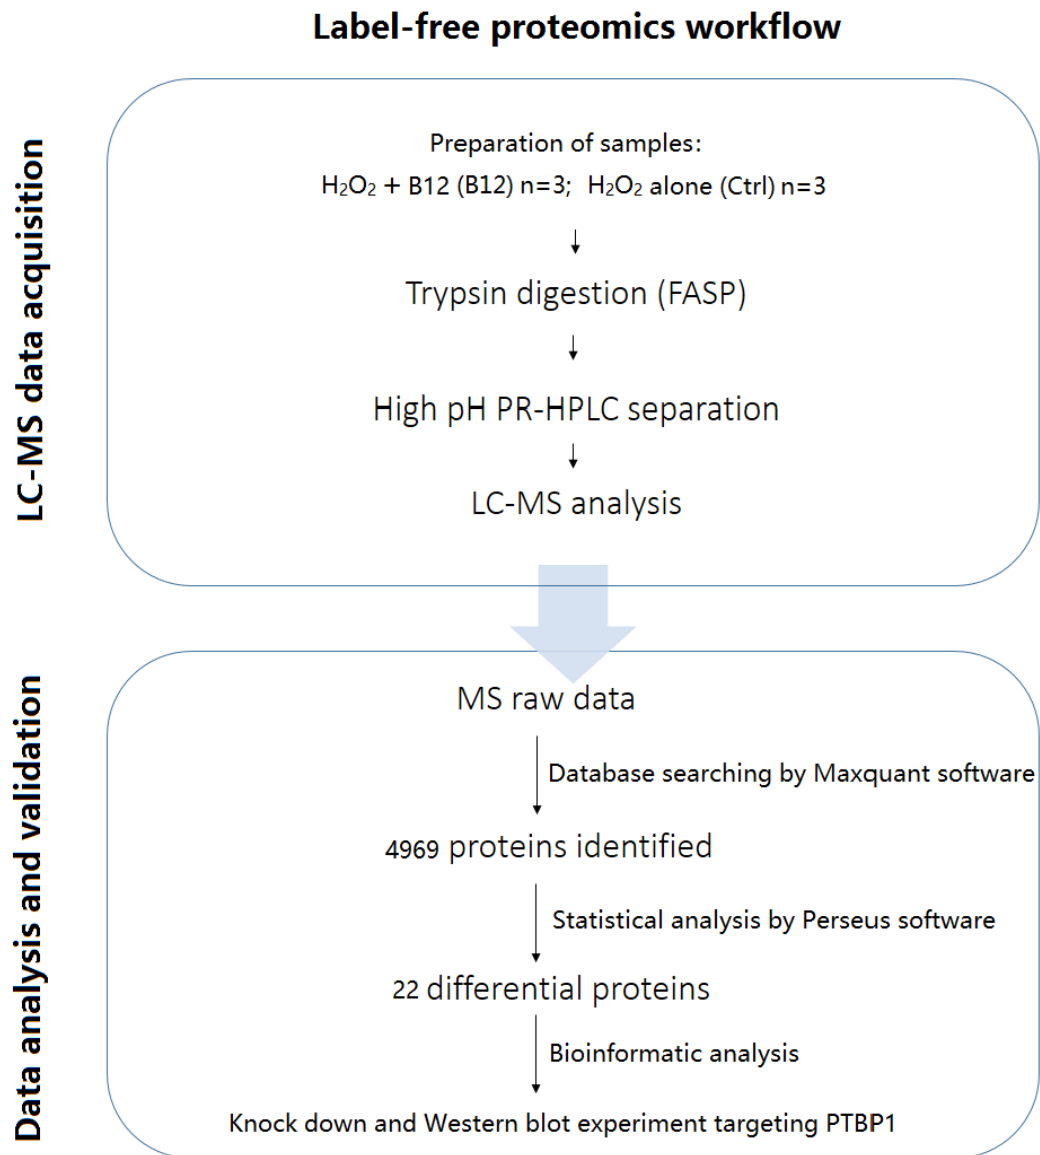 Label-free proteomics workflow
LC-MS data acquisition
Preparation of samples:
H₂O₂ + B12 (B12) n=3; H₂O₂ alone (Ctrl) n=3
Trypsin digestion (FASP)
High pH PR-HPLC separation
LC-MS analysis
Data analysis and validation
MS raw data
Database searching by Maxquant software
4969 proteins identified
Statistical analysis by Perseus software
22 differential proteins
Bioinformatic analysis
Knock down and Western blot experiment targeting PTBP1